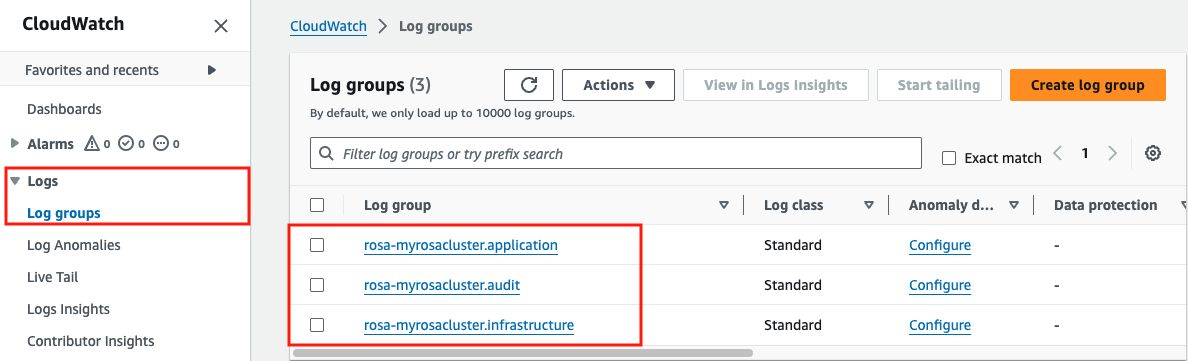 CloudWatch
Favorites and recents
Dashboards
Alarms 0 0 0
Logs
Log groups
Log Anomalies
Live Tail
Logs Insights
Contributor Insights
CloudWatch > Log groups
Log groups (3)
Actions
View in Logs Insights
Start tailing
Create log group
By default, we only load up to 10000 log groups.
Filter log groups or try prefix search
Exact match
1
Log group Log class Anomaly d... Data protection
rosa-myrosacluster.application Standard Configure -
rosa-myrosacluster.audit Standard Configure -
rosa-myrosacluster.infrastructure Standard Configure -